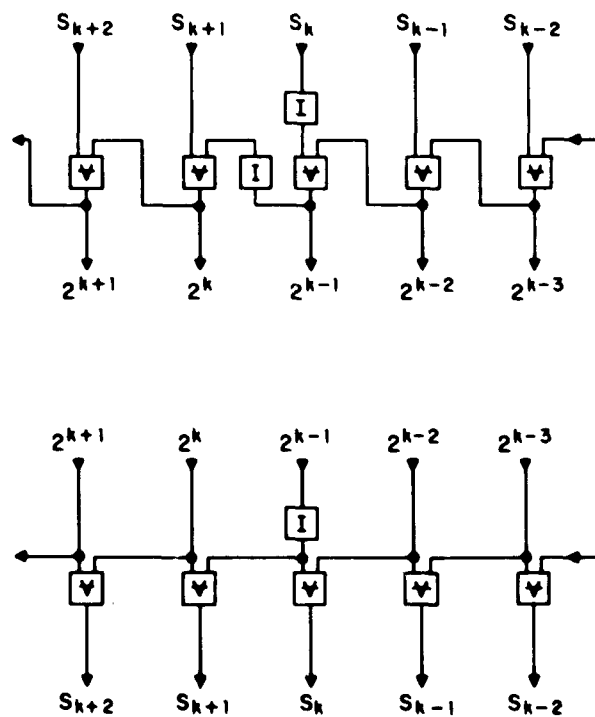 S_{k+2} S_{k+1} S_k S_{k-1} S_{k-2}
I
∀ ∀ I ∀ ∀ ∀
2^{k+1} 2^k 2^{k-1} 2^{k-2} 2^{k-3}
2^{k+1} 2^k 2^{k-1} 2^{k-2} 2^{k-3}
I
∀ ∀ ∀ ∀ ∀
S_{k+2} S_{k+1} S_k S_{k-1} S_{k-2}